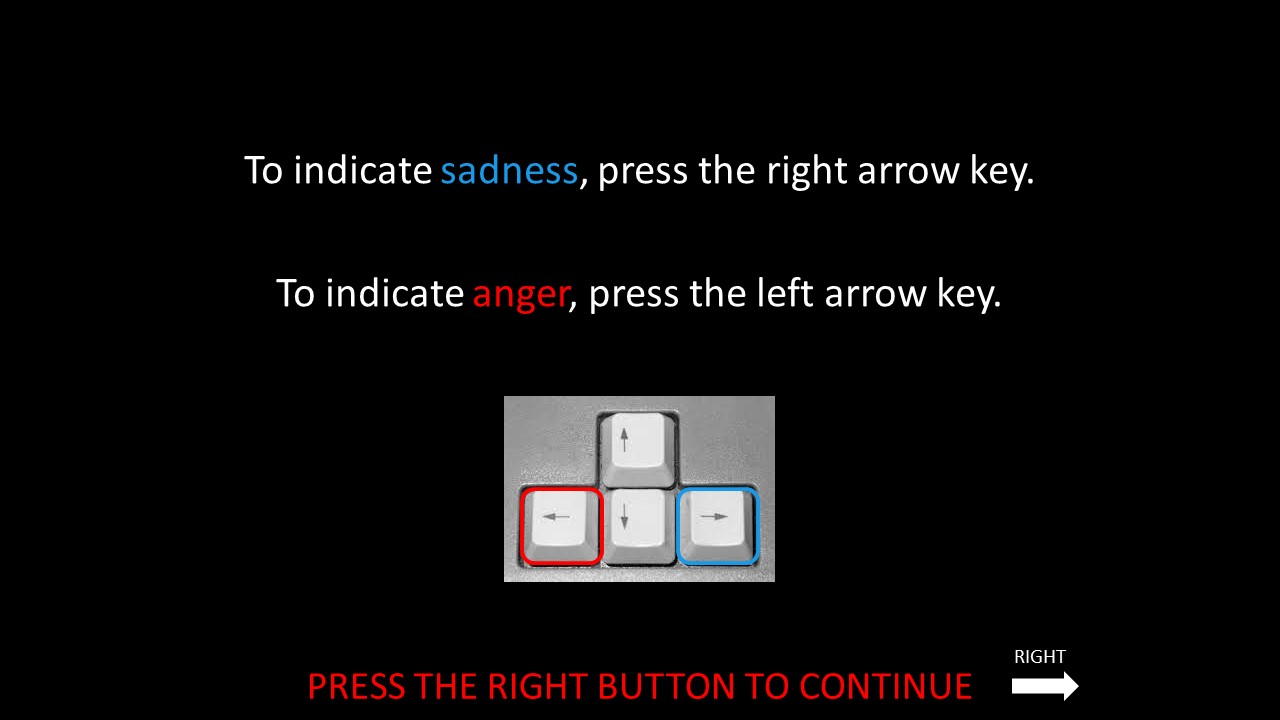 To indicate sadness, press the right arrow key.
To indicate anger, press the left arrow key.
RIGHT
PRESS THE RIGHT BUTTON TO CONTINUE